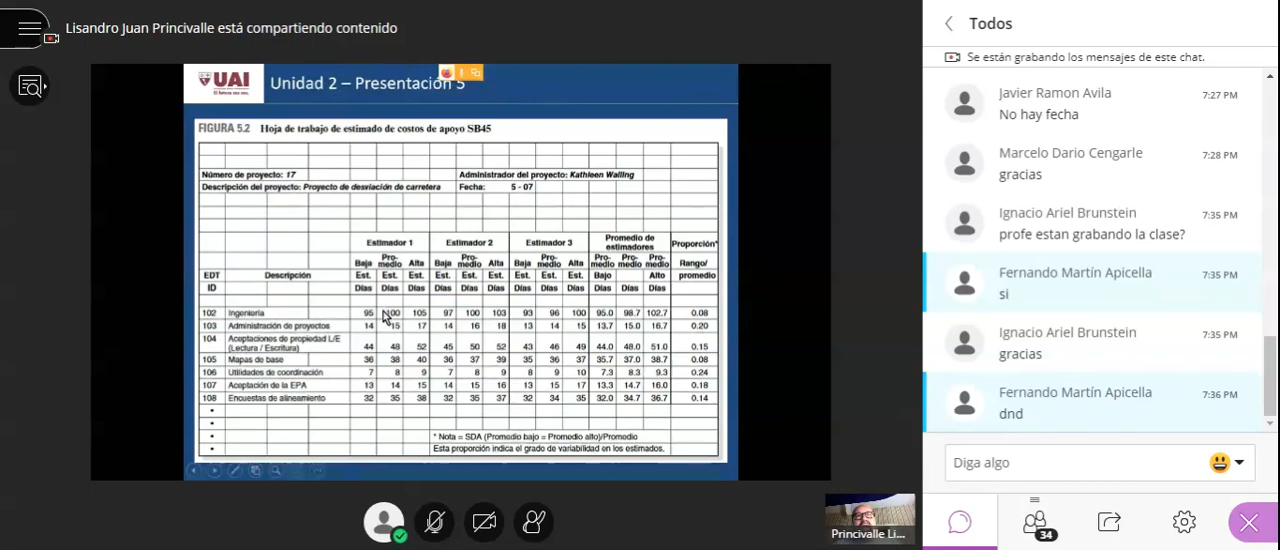 Lisandro Juan Princivalle está compartiendo contenido
UAI
Unidad 2 – Presentación 5
FIGURA 5.2 Hoja de trabajo de estimado de costos de apoyo SB45
Número de proyecto: 17 Administrador del proyecto: Kathleen Walling
Descripción del proyecto: Proyecto de desviación de carretera Fecha: 5 - 07
Estimador 1 Estimador 2 Estimador 3 Promedio de estimadores Proporción*
Baja Pro-medio Alta Baja Pro-medio Alta Baja Pro-medio Alta Pro-medio Pro-medio Pro-medio Rango/
EDT Descripción Est. Est. Est. Est. Est. Est. Est. Est. Est. Bajo Alto promedio
ID Días Días Días Días Días Días Días Días Días Días Días Días
102 Ingeniería 95 100 105 97 100 103 93 96 100 95.0 98.7 102.7 0.08
103 Administración de proyectos 14 15 17 14 16 18 13 14 15 13.7 15.0 16.7 0.20
104 Aceptaciones de propiedad L/E
(Lectura / Escritura) 44 48 52 45 50 52 43 46 49 44.0 48.0 51.0 0.15
105 Mapas de base 36 38 40 36 37 39 35 36 37 35.7 37.0 38.7 0.08
106 Utilidades de coordinación 7 8 9 7 8 9 8 9 10 7.3 8.3 9.3 0.24
107 Aceptación de la EPA 13 14 15 14 15 16 13 15 17 13.3 14.7 16.0 0.18
108 Encuestas de alineamiento 32 35 38 32 35 37 32 34 35 32.0 34.7 36.7 0.14
* Nota = SDA (Promedio bajo = Promedio alto)/Promedio
Esta proporción indica el grado de variabilidad en los estimados.
Princivalle Li...
Todos
Se están grabando los mensajes de este chat.
Javier Ramon Avila 7:27 PM
No hay fecha
Marcelo Dario Cengarle 7:28 PM
gracias
Ignacio Ariel Brunstein 7:35 PM
profe estan grabando la clase?
Fernando Martín Apicella 7:35 PM
si
Ignacio Ariel Brunstein 7:35 PM
gracias
Fernando Martín Apicella 7:36 PM
dnd
Diga algo
34